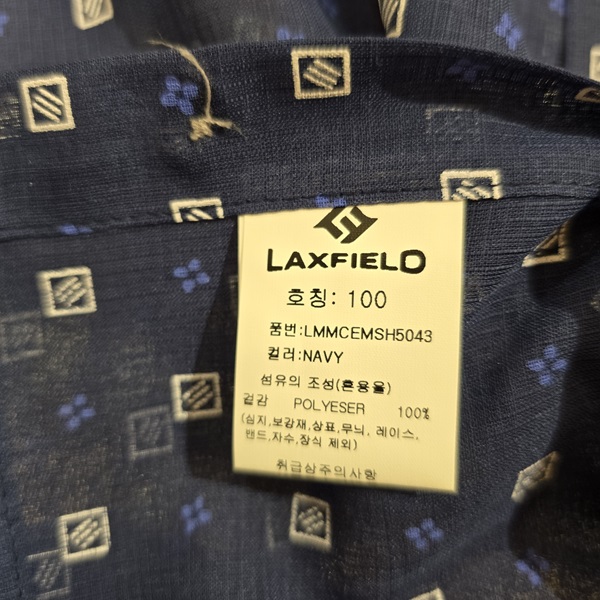 LAXFIELD
호칭: 100
품번:LMMCEMSH5043
컬러:NAVY
섬유의 조성(혼용율)
겉감 POLYESER 100%
(심지,보강재,상표,무늬, 레이스,
밴드,자수,장식 제외)
취급상주의사항